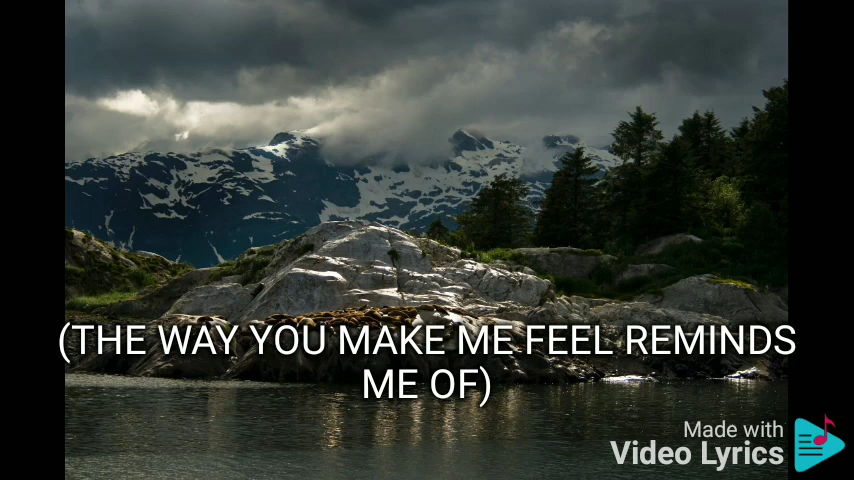 (THE WAY YOU MAKE ME FEEL REMINDS
ME OF)
Made with
Video Lyrics